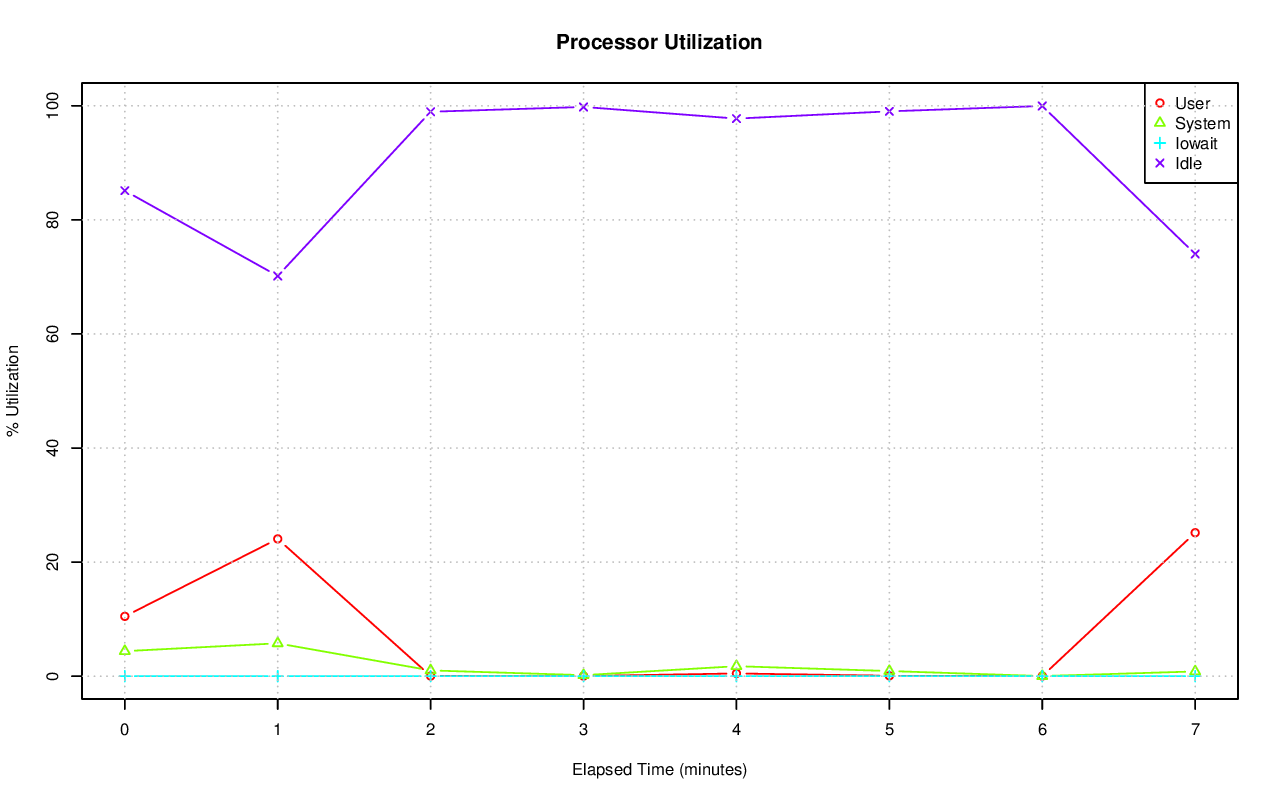 Processor Utilization
% Utilization
100
80
60
40
20
0
User
System
Iowait
Idle
0 1 2 3 4 5 6 7
Elapsed Time (minutes)